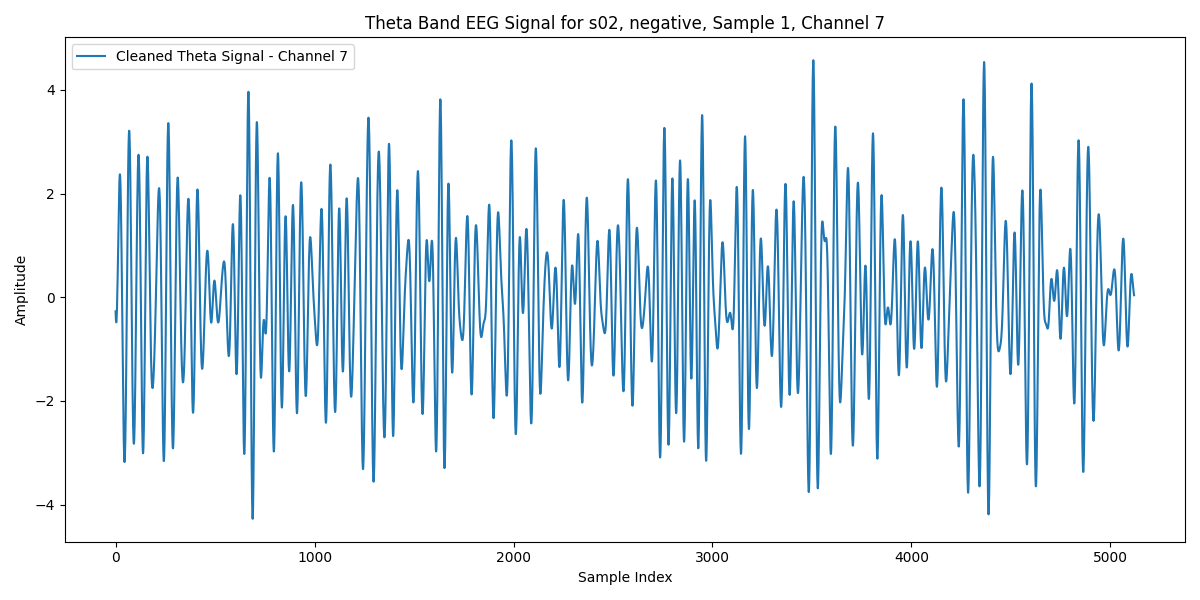 Theta Band EEG Signal for s02, negative, Sample 1, Channel 7
Cleaned Theta Signal - Channel 7
Amplitude
4
2
0
−2
−4
0 1000 2000 3000 4000 5000
Sample Index